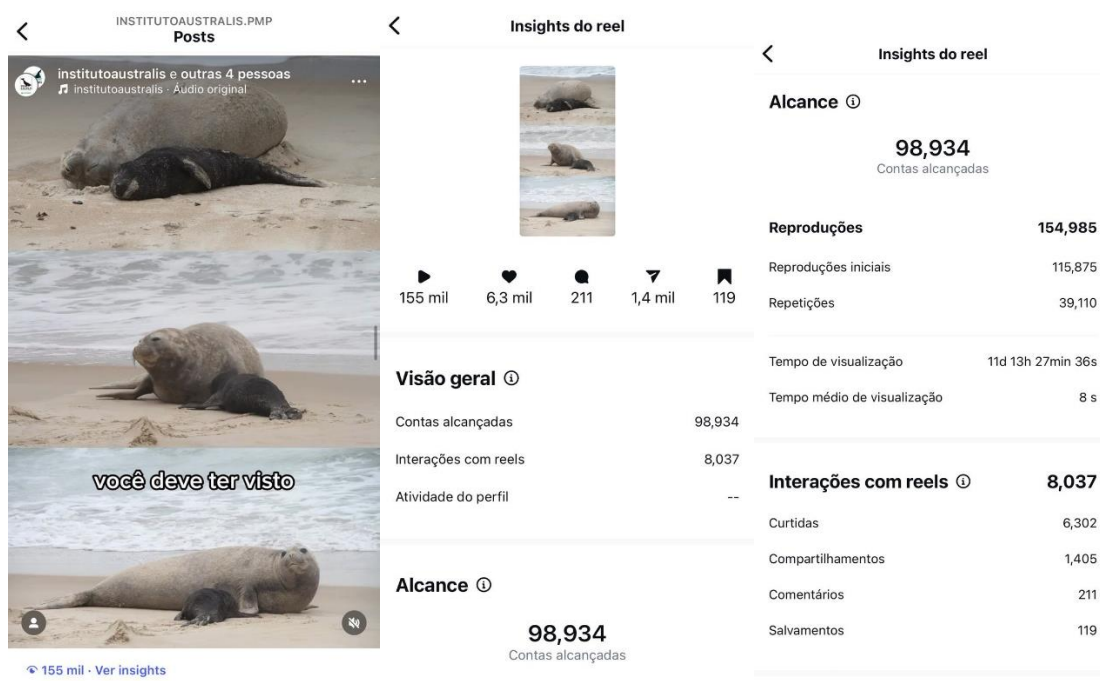 INSTITUTOAUSTRALIS.PMP
Posts
institutoaustralis e outras 4 pessoas
institutoaustralis · Áudio original
você deve ter visto
155 mil · Ver insights
Insights do reel
155 mil 6,3 mil 211 1,4 mil 119
Visão geral
Contas alcançadas 98,934
Interações com reels 8,037
Atividade do perfil --
Alcance
98,934
Contas alcançadas
Insights do reel
Alcance
98,934
Contas alcançadas
Reproduções 154,985
Reproduções iniciais 115,875
Repetições 39,110
Tempo de visualização 11d 13h 27min 36s
Tempo médio de visualização 8 s
Interações com reels 8,037
Curtidas 6,302
Compartilhamentos 1,405
Comentários 211
Salvamentos 119